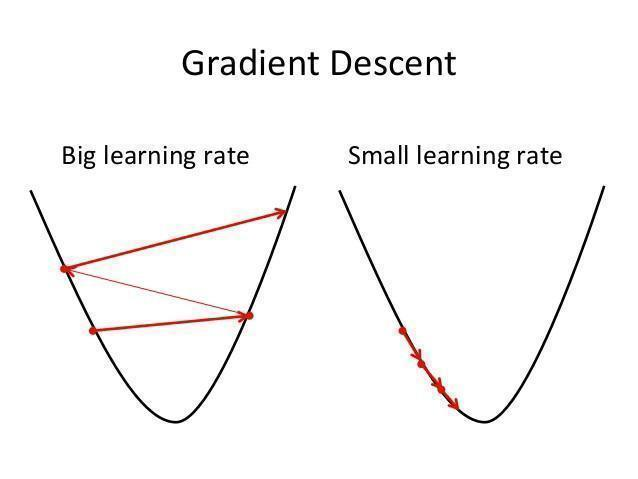 Gradient Descent
Big learning rate
Small learning rate